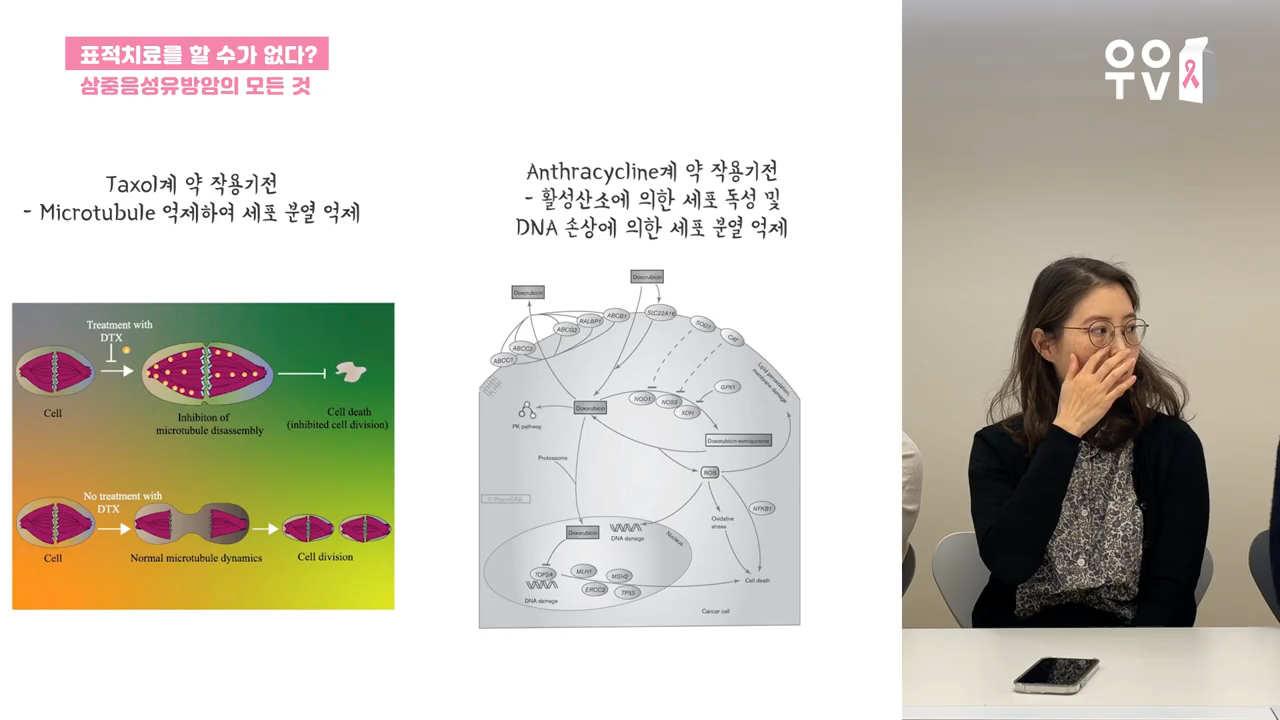 표적치료를 할 수가 없다?
삼중음성유방암의 모든 것
OO
TV
Taxol계 약 작용기전
- Microtubule 억제하여 세포 분열 억제
Anthracycline계 약 작용기전
- 활성산소에 의한 세포 독성 및
DNA 손상에 의한 세포 분열 억제
Treatment with
DTX
Cell
Inhibiton of
microtubule disassembly
Cell death
(inhibited cell division)
No treatment with
DTX
Cell
Normal microtubule dynamics
Cell division
Doxorubicin
Doxorubicin
ABCC1
ABCC2
ABCG2
RALBP1
ABCB1
SLC22A16
SOD1
CAT
Lipid peroxidation,
membrane damage
GPX1
NQO1
NOS3
XDH
PK pathway
Doxorubicin
Doxorubicin-semiquinone
Proteasome
ROS
© PharmGKB
Oxidative
stress
NFKB1
Doxorubicin
DNA damage
Nucleus
TOP2A
MLH1
MSH2
ERCC2
TP53
DNA damage
Cell death
Cancer cell